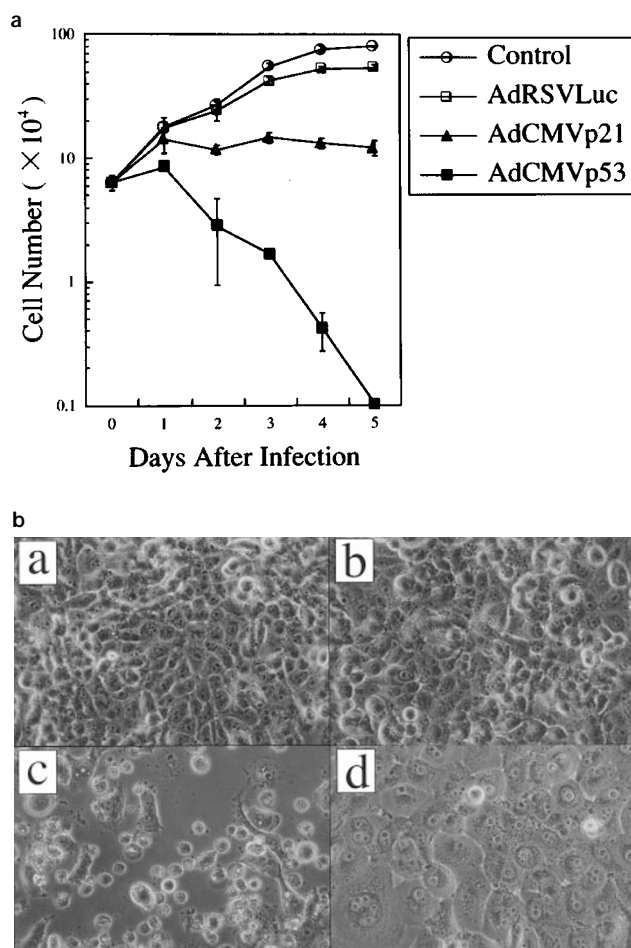 a
100
10
1
0.1
Cell Number ( ×10⁴)
0 1 2 3 4 5
Days After Infection
Control
AdRSVLuc
AdCMVp21
AdCMVp53
b
a b
c d